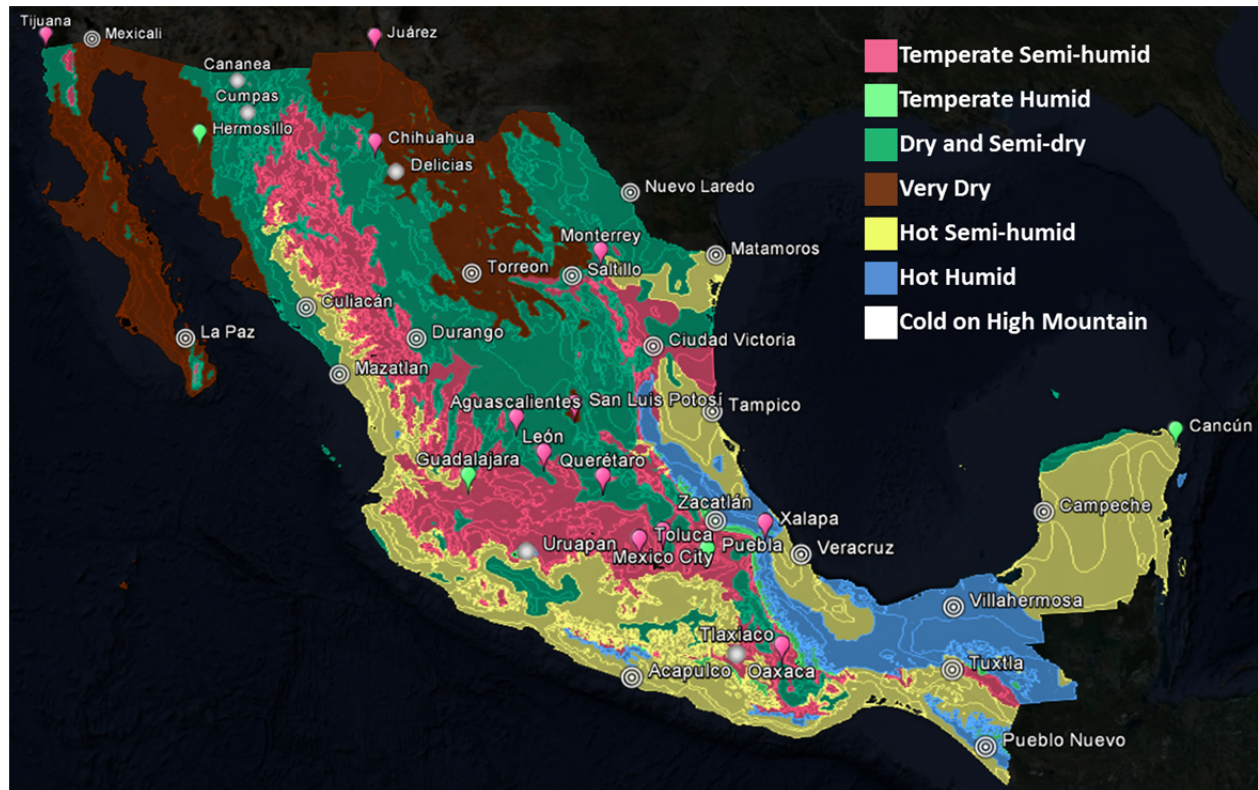 Tijuana
Mexicali
Juárez
Cananea
Cumpas
Hermosillo
Chihuahua
Delicias
Nuevo Laredo
Monterrey
Matamoros
Torreon
Saltillo
Culiacán
La Paz
Durango
Ciudad Victoria
Mazatlan
Aguascalientes
San Luis Potosí
Tampico
León
Guadalajara
Querétaro
Cancún
Zacatlán
Xalapa
Campeche
Uruapan
Toluca
Mexico City
Puebla
Veracruz
Villahermosa
Tlaxiaco
Acapulco
Oaxaca
Tuxtla
Pueblo Nuevo
Temperate Semi-humid
Temperate Humid
Dry and Semi-dry
Very Dry
Hot Semi-humid
Hot Humid
Cold on High Mountain